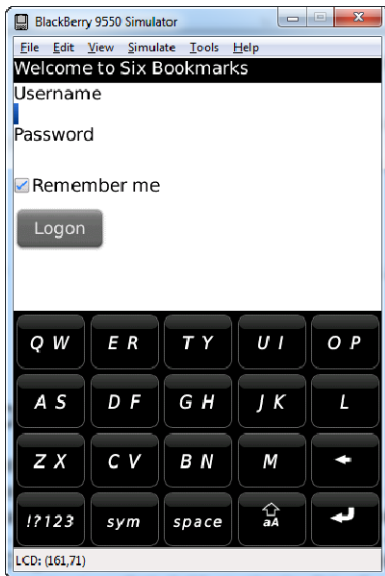 BlackBerry 9550 Simulator
File Edit View Simulate Tools Help
Welcome to Six Bookmarks
Username
Password
Remember me
Logon
Q W E R T Y U I O P
A S D F G H J K L
Z X C V B N M
!?123 sym space aA
LCD: (161,71)